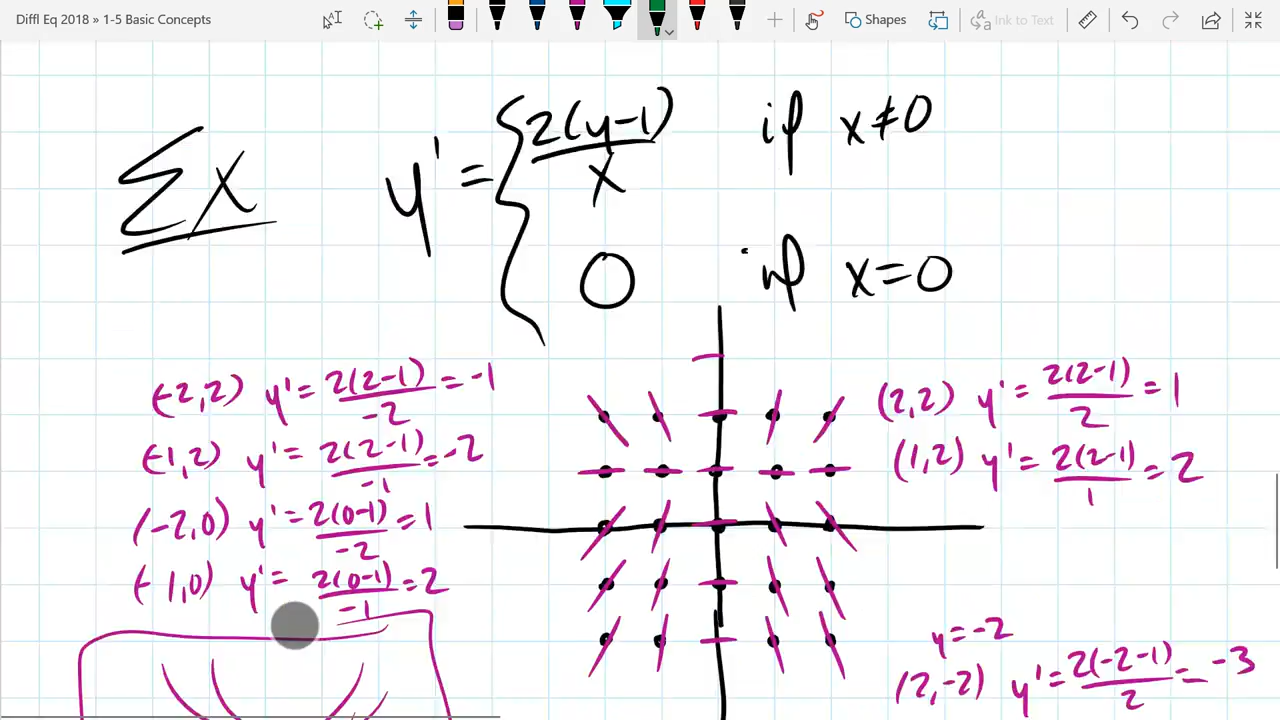 Diffl Eq 2018 » 1-5 Basic Concepts
Shapes
Ink to Text
Ex y' = { 2(y-1)/x if x≠0
0 if x=0
(-2,2) y' = 2(2-1)/-2 = -1
(-1,2) y' = 2(2-1)/-1 = -2
(-2,0) y' = 2(0-1)/-2 = 1
(-1,0) y' = 2(0-1)/-1 = 2
(2,2) y' = 2(2-1)/2 = 1
(1,2) y' = 2(2-1)/1 = 2
y = -2
(2,-2) y' = 2(-2-1)/2 = -3